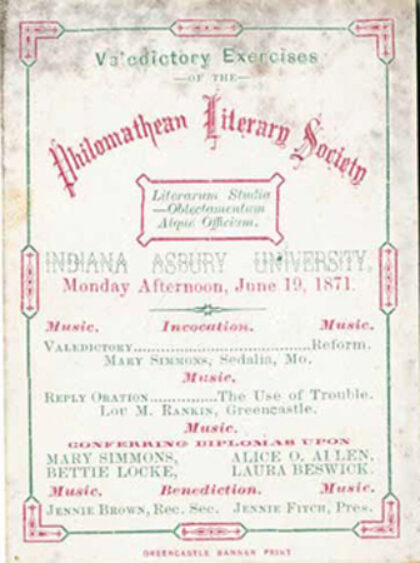 Valedictory Exercises
—OF THE—
Philomathean Literary Society
Literarum Studia
—Oblectamentum
Atque Officium.
INDIANA ASBURY UNIVERSITY,
Monday Afternoon, June 19, 1871.
Music. Invocation. Music.
VALEDICTORY..............................Reform.
MARY SIMMONS, Sedalia, Mo.
Music.
REPLY ORATION...............The Use of Trouble.
LOU M. RANKIN, Greencastle.
Music.
CONFERRING DIPLOMAS UPON
MARY SIMMONS, ALICE O. ALLEN,
BETTIE LOCKE, LAURA BESWICK.
Music. Benediction. Music.
JENNIE BROWN, Rec. Sec. JENNIE FITCH, Pres.
GREENCASTLE BANNER PRINT